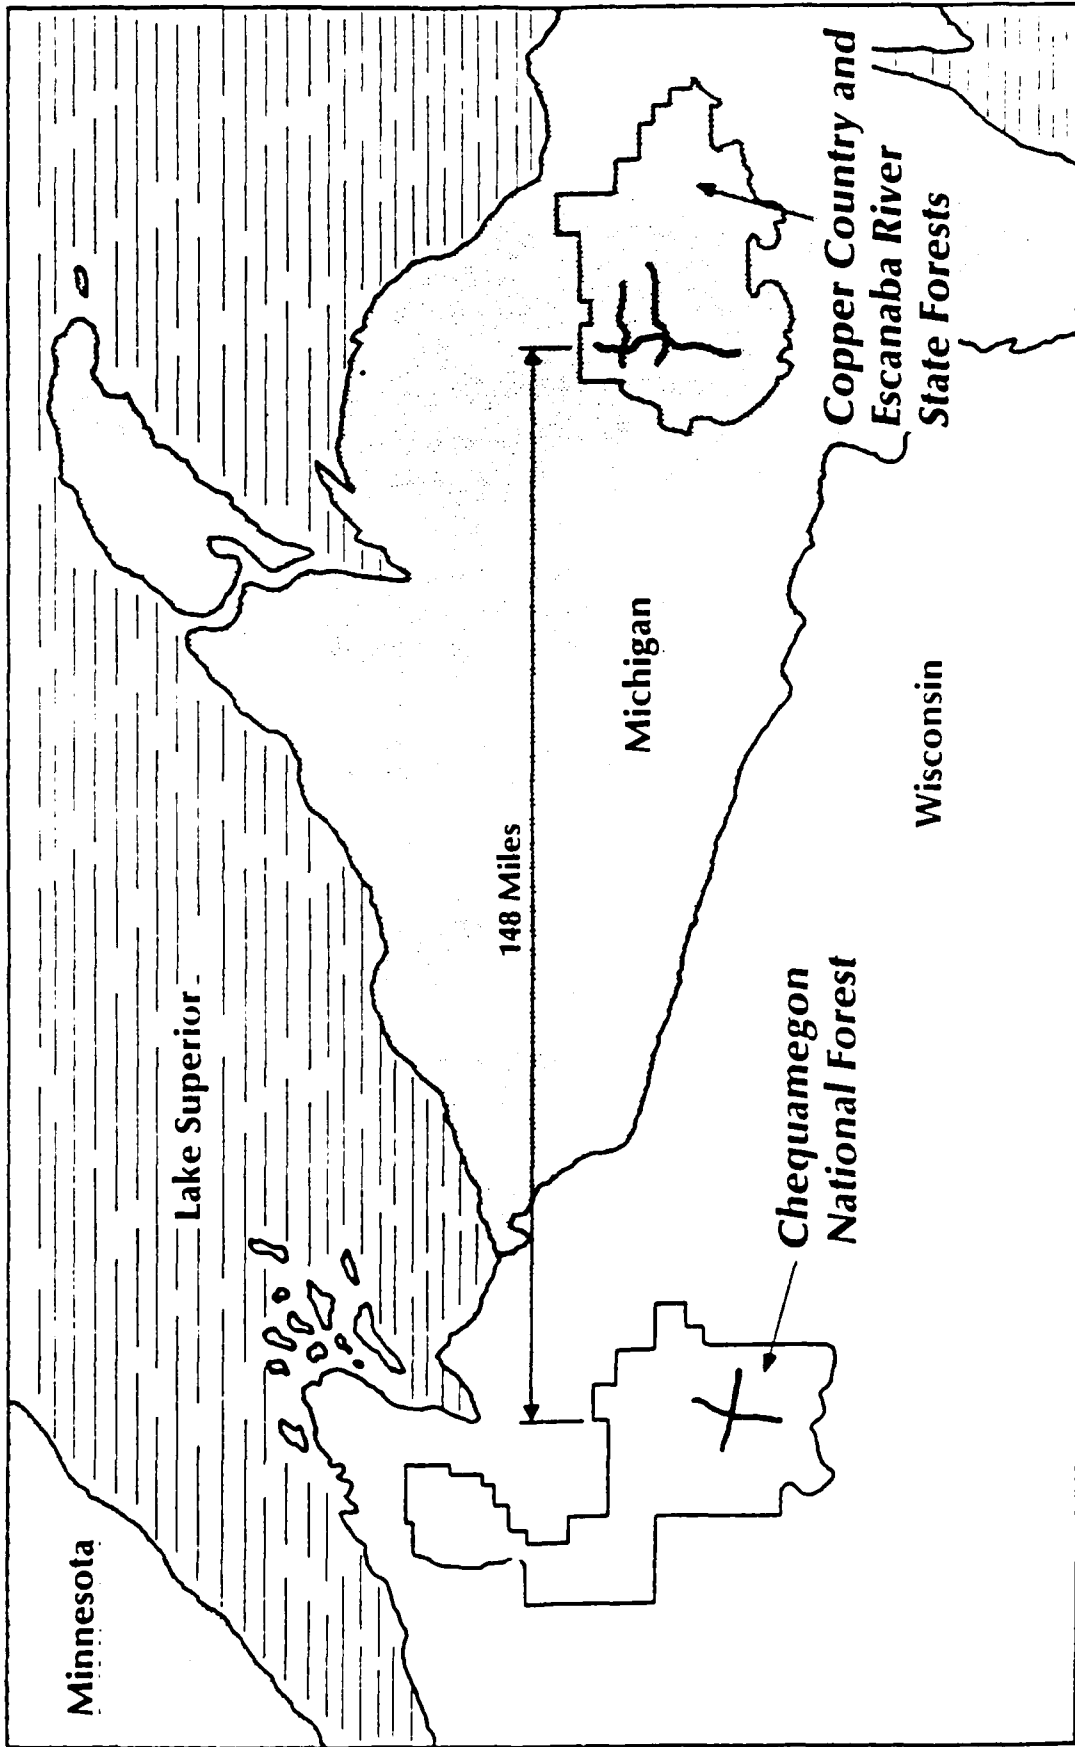 Minnesota
Lake Superior
148 Miles
Michigan
Wisconsin
Chequamegon
National Forest
Copper Country and
Escanaba River
State Forests